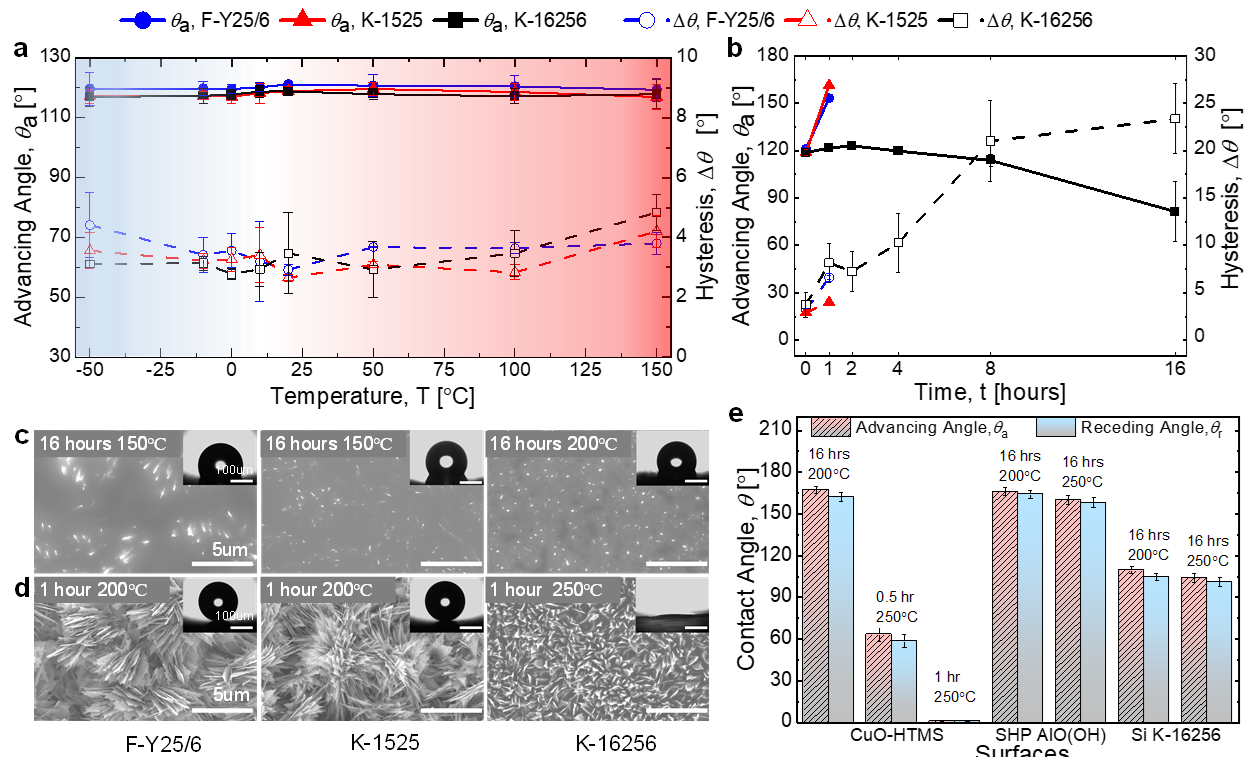 θa, F-Y25/6 θa, K-1525 θa, K-16256 Δθ, F-Y25/6 Δθ, K-1525 Δθ, K-16256
a
Advancing Angle, θa [°]
130
110
90
70
50
30
10
8
6
4
2
0
Hysteresis, Δθ [°]
-50 -25 0 25 50 75 100 125 150
Temperature, T [°C]
b
Advancing Angle, θa [°]
180
150
120
90
60
30
0
30
25
20
15
10
5
0
Hysteresis, Δθ [°]
0 1 2 4 8 16
Time, t [hours]
c
16 hours 150°C
100um
5um
16 hours 150°C
16 hours 200°C
d
1 hour 200°C
100um
5um
1 hour 200°C
1 hour 250°C
F-Y25/6
K-1525
K-16256
e
Contact Angle, θ [°]
210
180
150
120
90
60
30
0
Advancing Angle,θa
Receding Angle,θr
16 hrs
200°C
0.5 hr
250°C
1 hr
250°C
16 hrs
200°C
16 hrs
250°C
16 hrs
200°C
16 hrs
250°C
CuO-HTMS SHP AlO(OH) Si K-16256
Surfaces